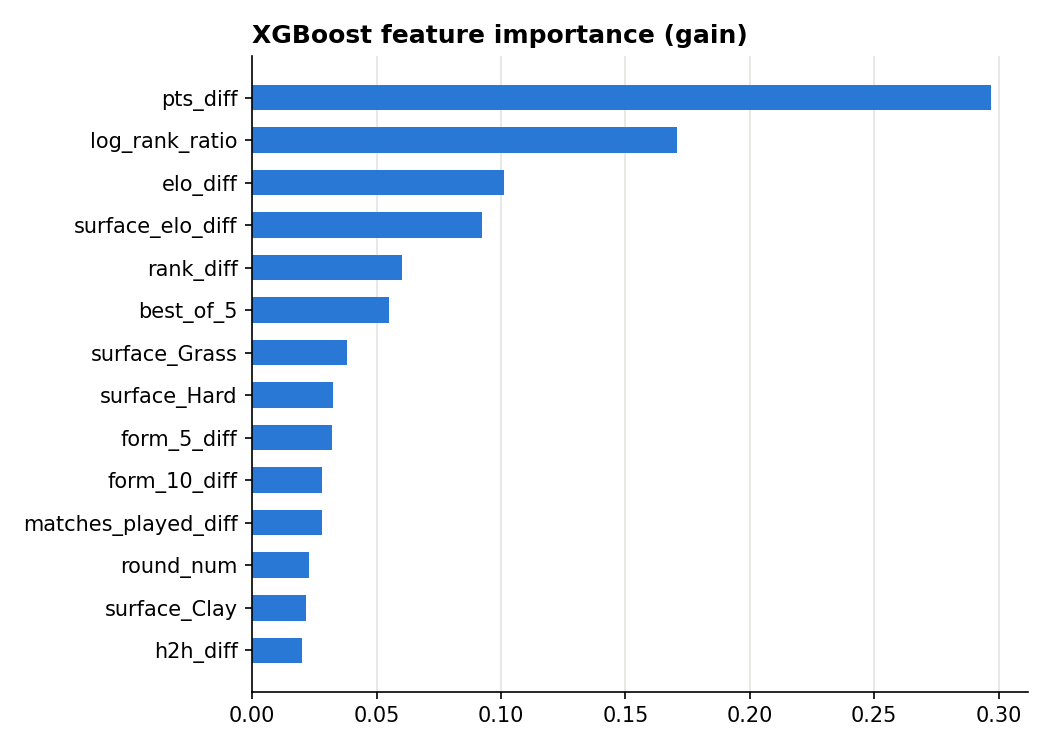 XGBoost feature importance (gain)
pts_diff
log_rank_ratio
elo_diff
surface_elo_diff
rank_diff
best_of_5
surface_Grass
surface_Hard
form_5_diff
form_10_diff
matches_played_diff
round_num
surface_Clay
h2h_diff
0.00 0.05 0.10 0.15 0.20 0.25 0.30